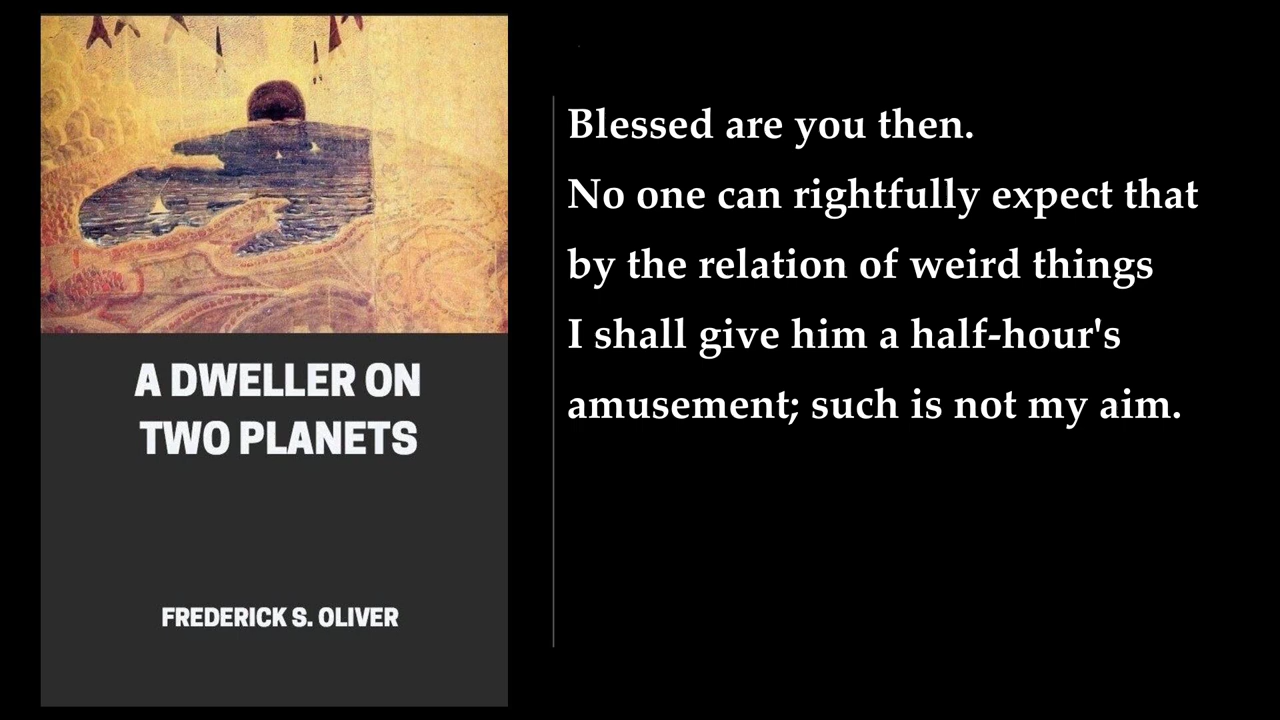 A DWELLER ON
TWO PLANETS
FREDERICK S. OLIVER
Blessed are you then.
No one can rightfully expect that
by the relation of weird things
I shall give him a half-hour's
amusement; such is not my aim.